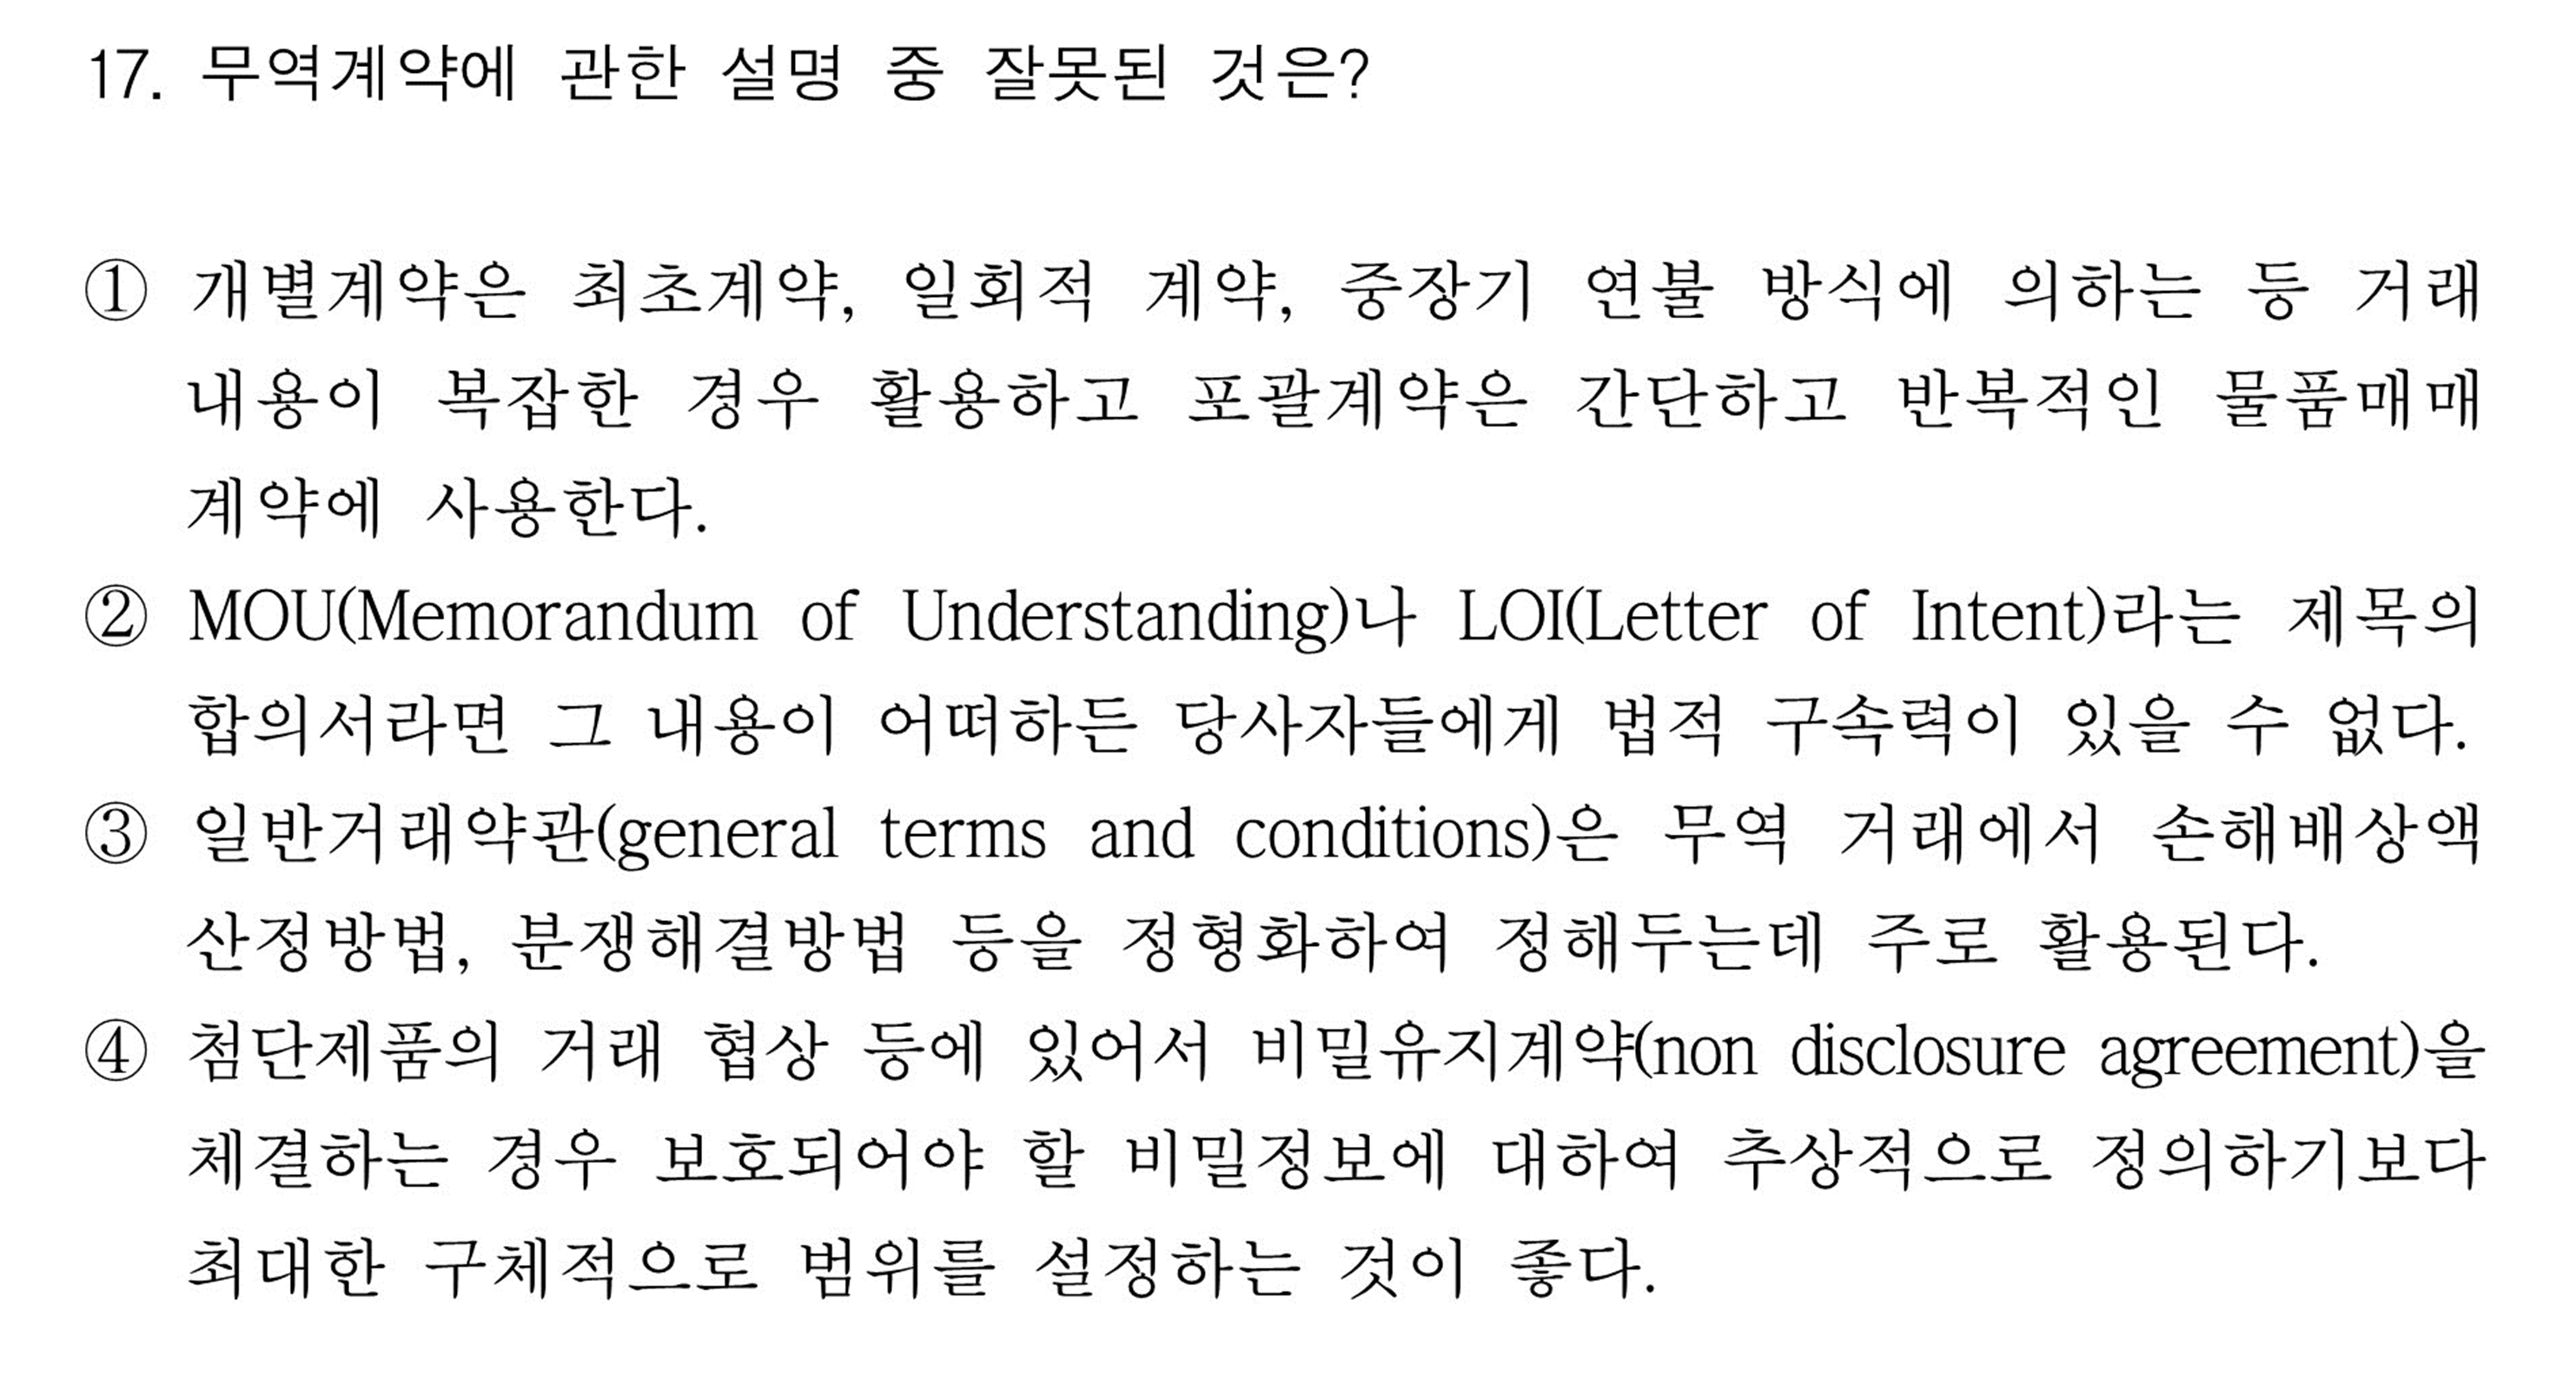 17. 무역계약에 관한 설명 중 잘못된 것은?
① 개별계약은 최초계약, 일회적 계약, 중장기 연불 방식에 의하는 등 거래
내용이 복잡한 경우 활용하고 포괄계약은 간단하고 반복적인 물품매매
계약에 사용한다.
② MOU(Memorandum of Understanding)나 LOI(Letter of Intent)라는 제목의
합의서라면 그 내용이 어떠하든 당사자들에게 법적 구속력이 있을 수 없다.
③ 일반거래약관(general terms and conditions)은 무역 거래에서 손해배상액
산정방법, 분쟁해결방법 등을 정형화하여 정해두는데 주로 활용된다.
④ 첨단제품의 거래 협상 등에 있어서 비밀유지계약(non disclosure agreement)을
체결하는 경우 보호되어야 할 비밀정보에 대하여 추상적으로 정의하기보다
최대한 구체적으로 범위를 설정하는 것이 좋다.